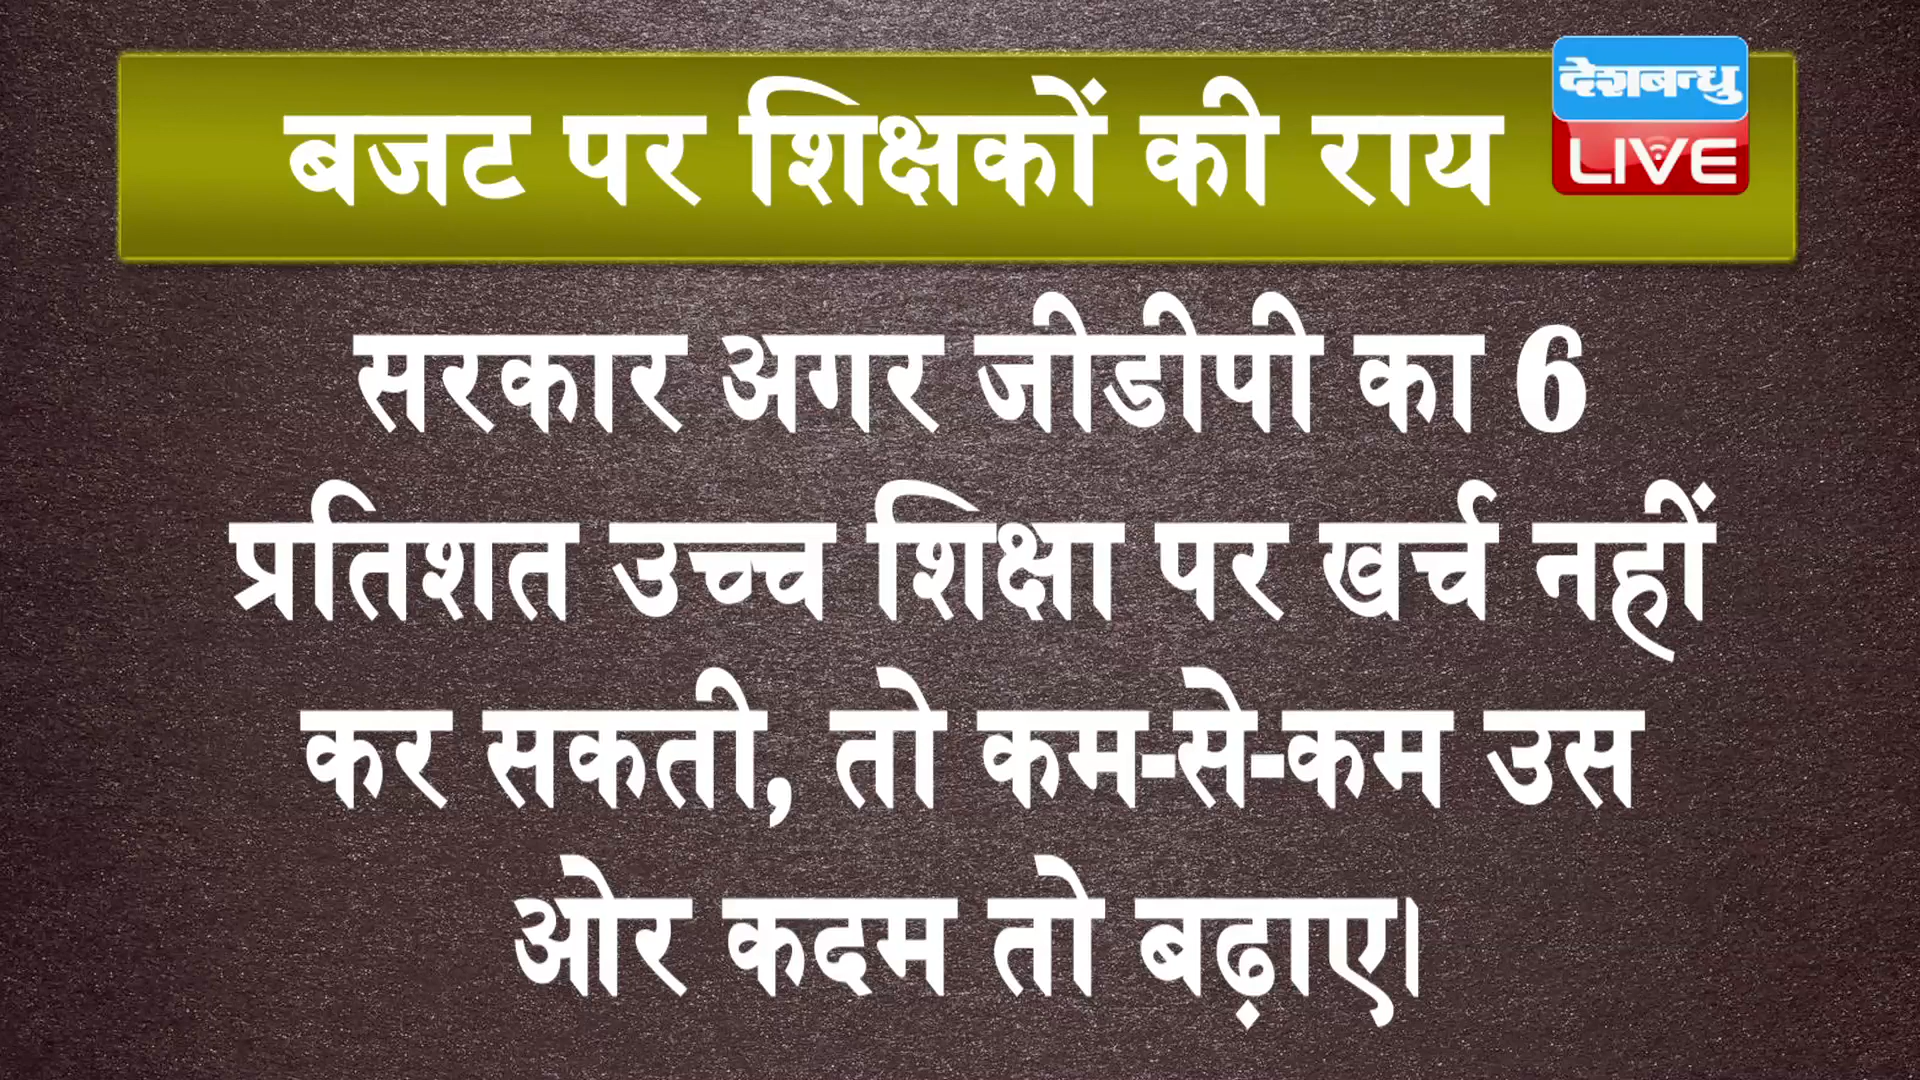 बजट पर शिक्षकों की राय
देशबन्धु
LIVE
सरकार अगर जीडीपी का 6
प्रतिशत उच्च शिक्षा पर खर्च नहीं
कर सकती, तो कम-से-कम उस
ओर कदम तो बढ़ाए।